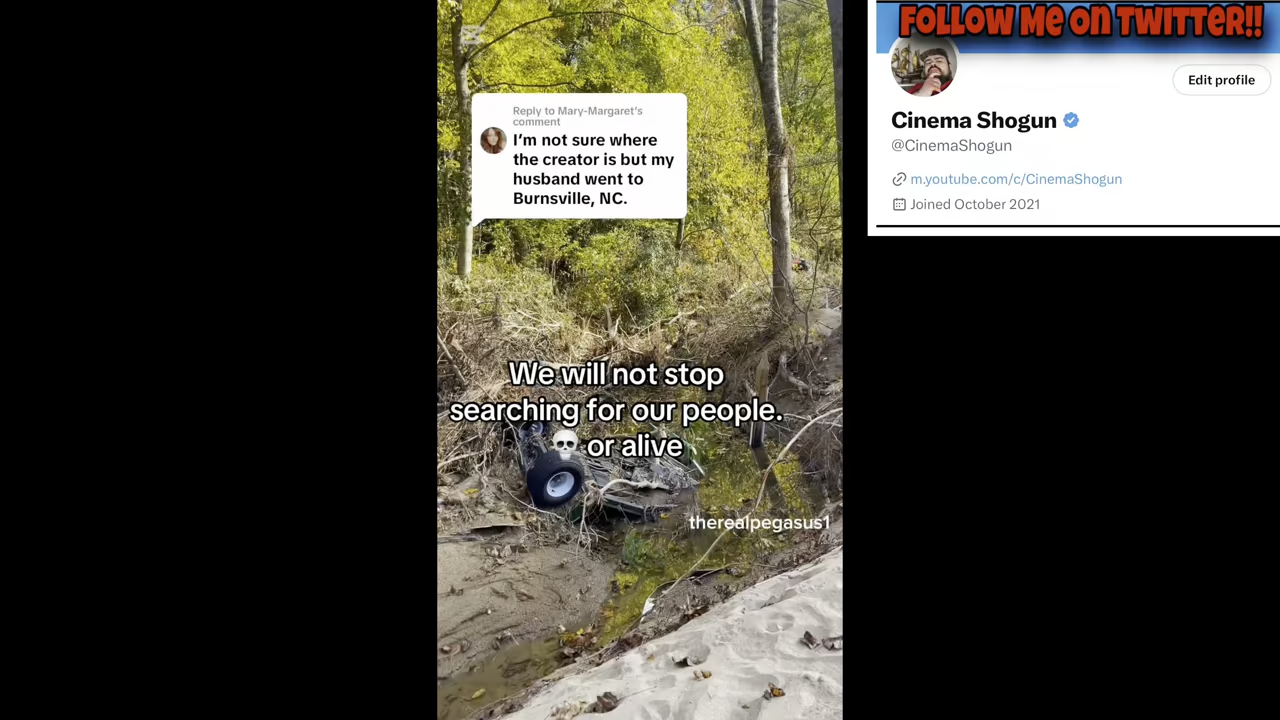 Reply to Mary-Margaret's
comment
I'm not sure where
the creator is but my
husband went to
Burnsville, NC.
We will not stop
searching for our people.
💀 or alive
therealpegasus1
FOLLOW Me on TWITTER!!
Edit profile
Cinema Shogun
@CinemaShogun
m.youtube.com/c/CinemaShogun
Joined October 2021